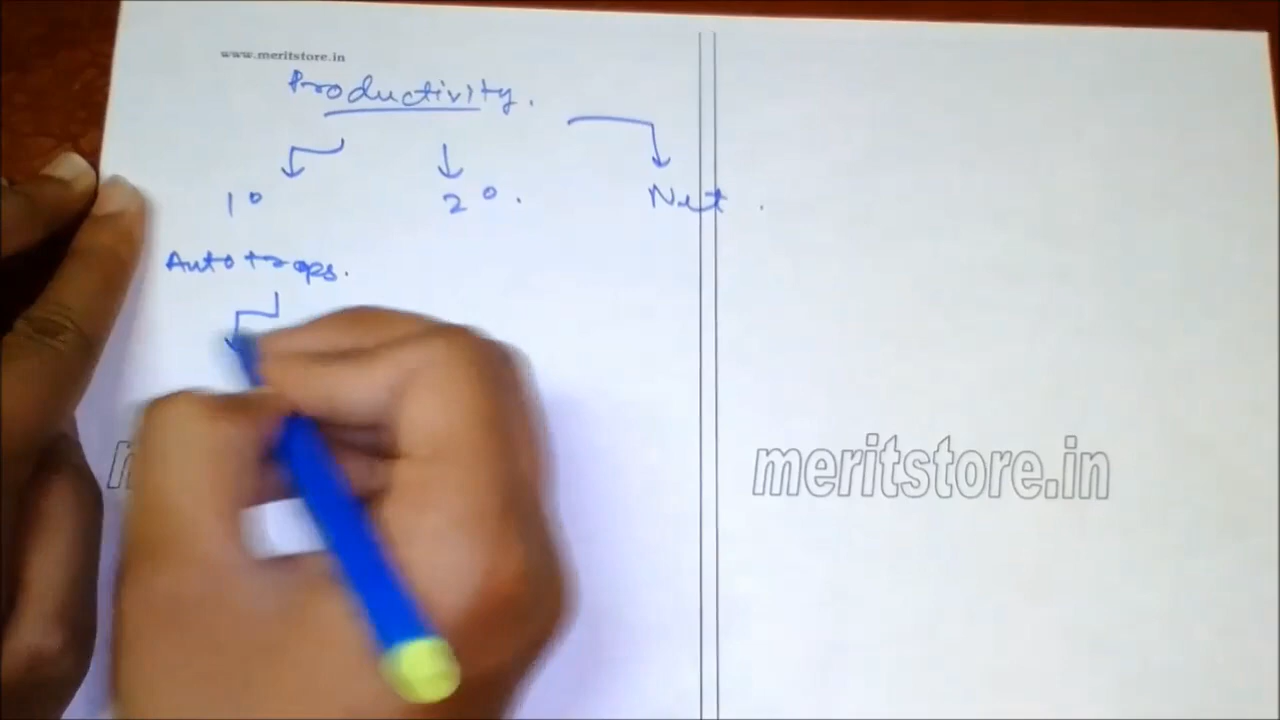 www.meritstore.in
Productivity.
1° 2°. Net.
Autotrops.
meritstore.in